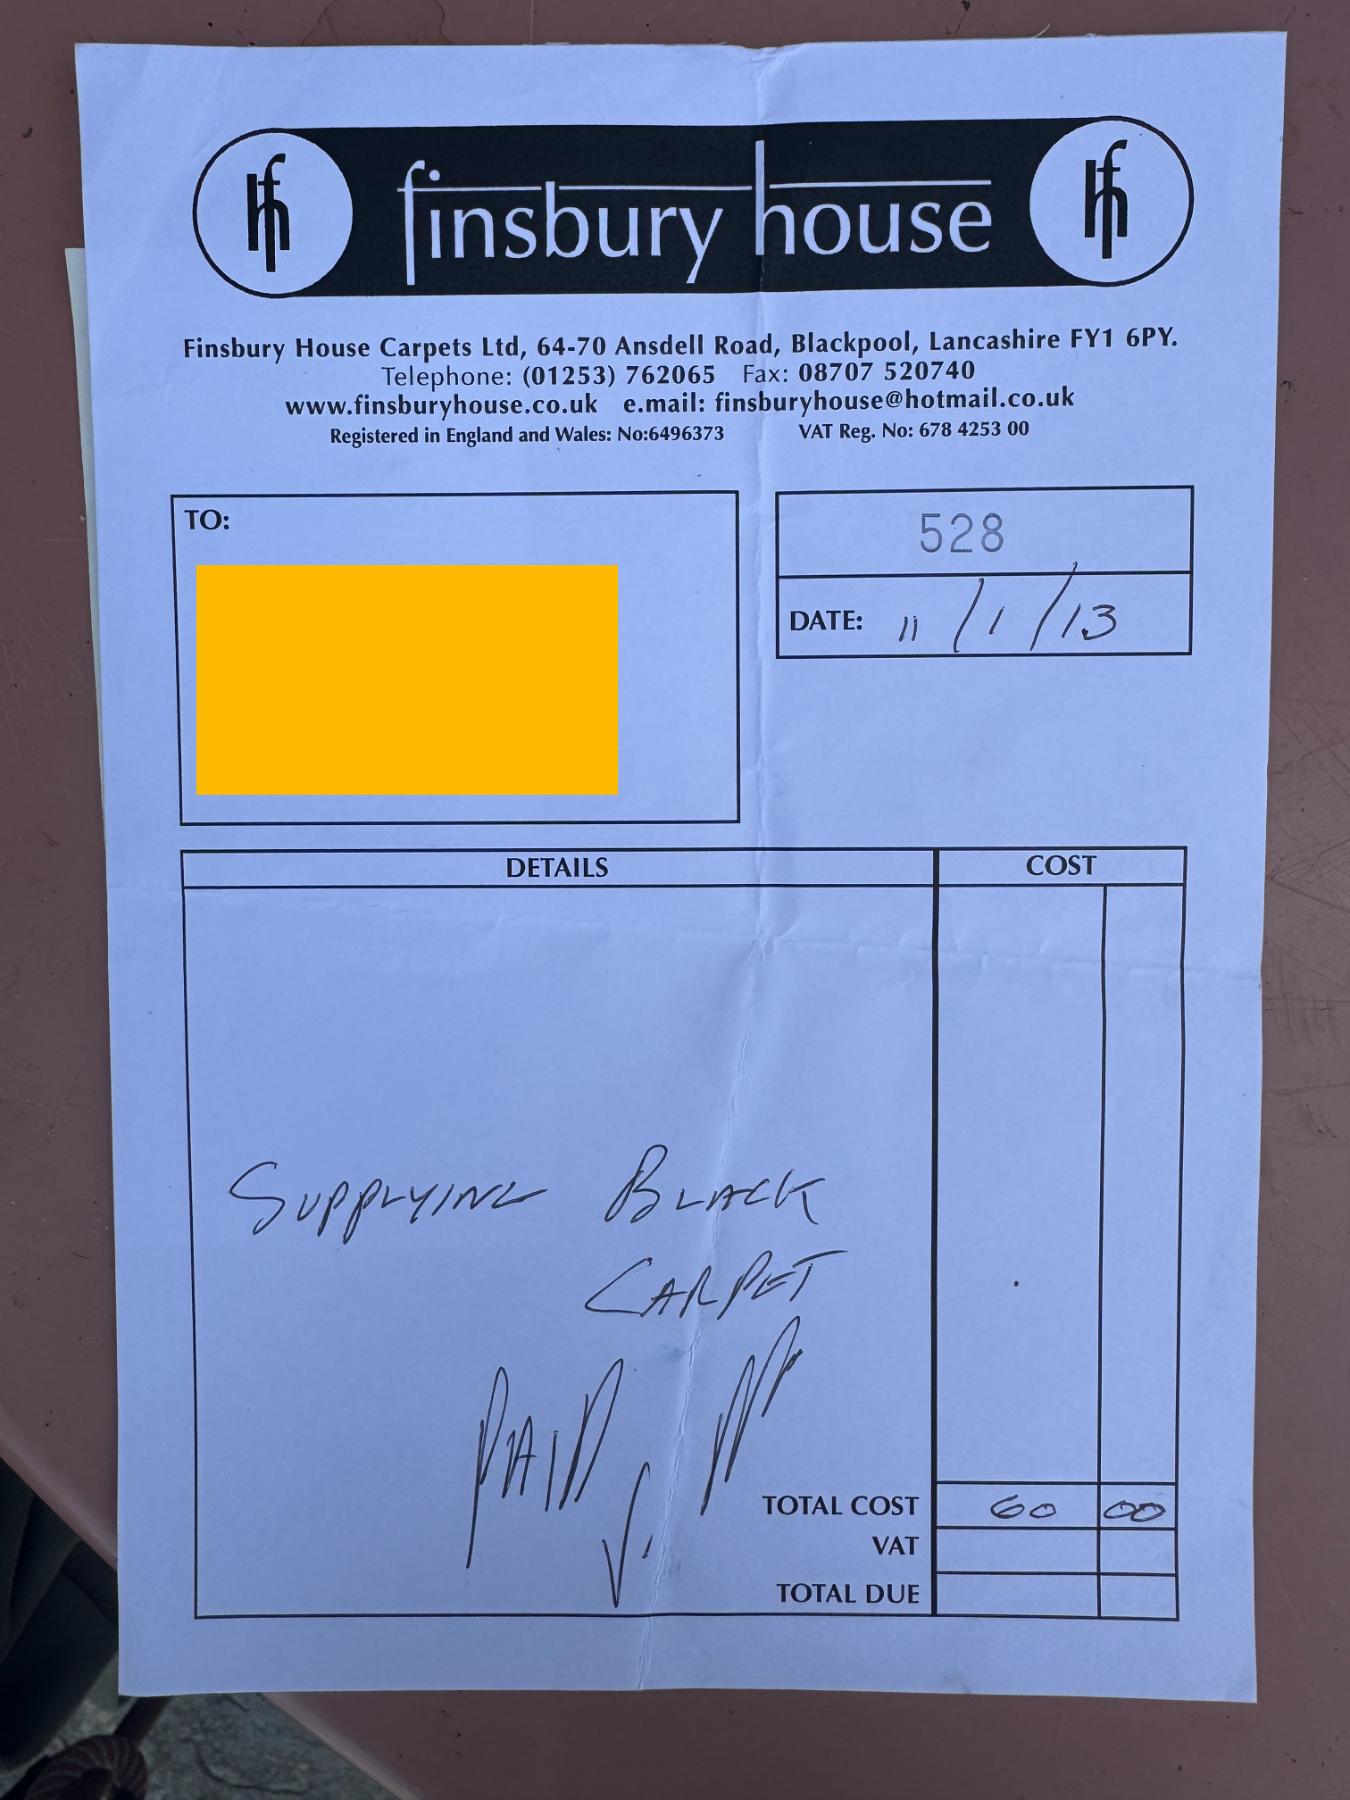 hf finsbury house hf
Finsbury House Carpets Ltd, 64-70 Ansdell Road, Blackpool, Lancashire FY1 6PY.
Telephone: (01253) 762065 Fax: 08707 520740
www.finsburyhouse.co.uk e.mail: finsburyhouse@hotmail.co.uk
Registered in England and Wales: No:6496373 VAT Reg. No: 678 4253 00
TO:
528
DATE: 11/1/13
DETAILS COST
SUPPLYING BLACK
CARPET
PAID
TOTAL COST 60 00
VAT
TOTAL DUE